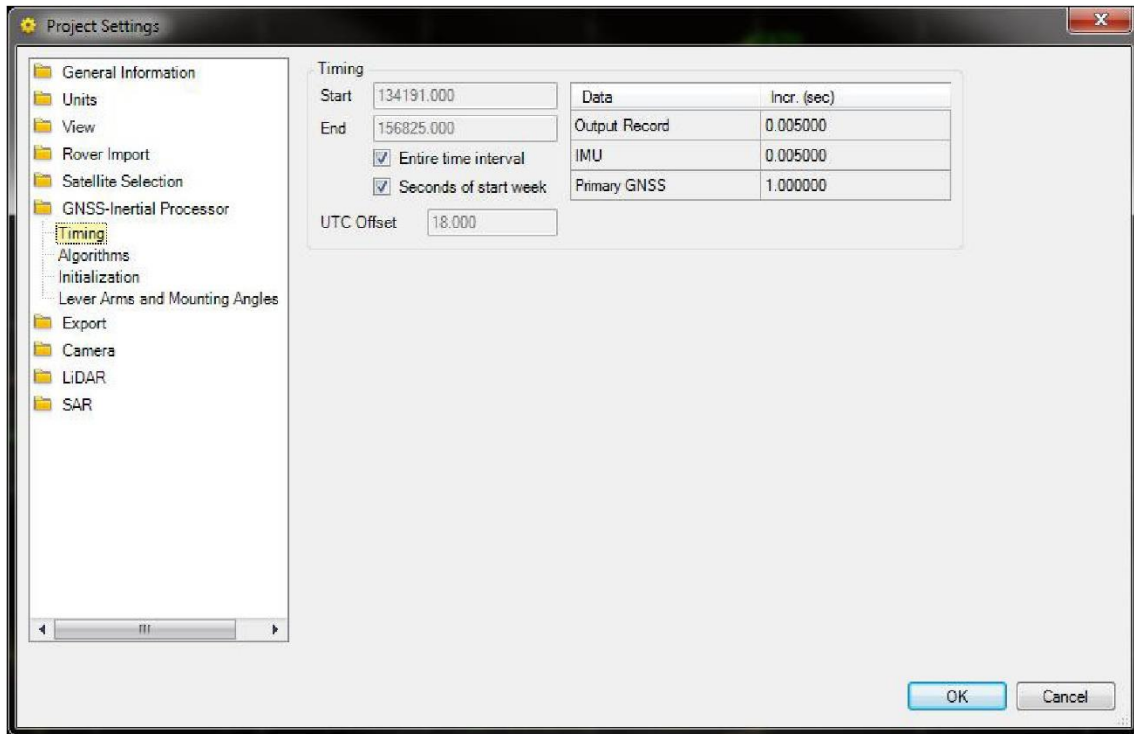 Project Settings
General Information
Units
View
Rover Import
Satellite Selection
GNSS-Inertial Processor
Timing
Algorithms
Initialization
Lever Arms and Mounting Angles
Export
Camera
LiDAR
SAR
Timing
Start 134191.000
End 156825.000
Entire time interval
Seconds of start week
UTC Offset 18.000
Data Incr. (sec)
Output Record 0.005000
IMU 0.005000
Primary GNSS 1.000000
OK Cancel